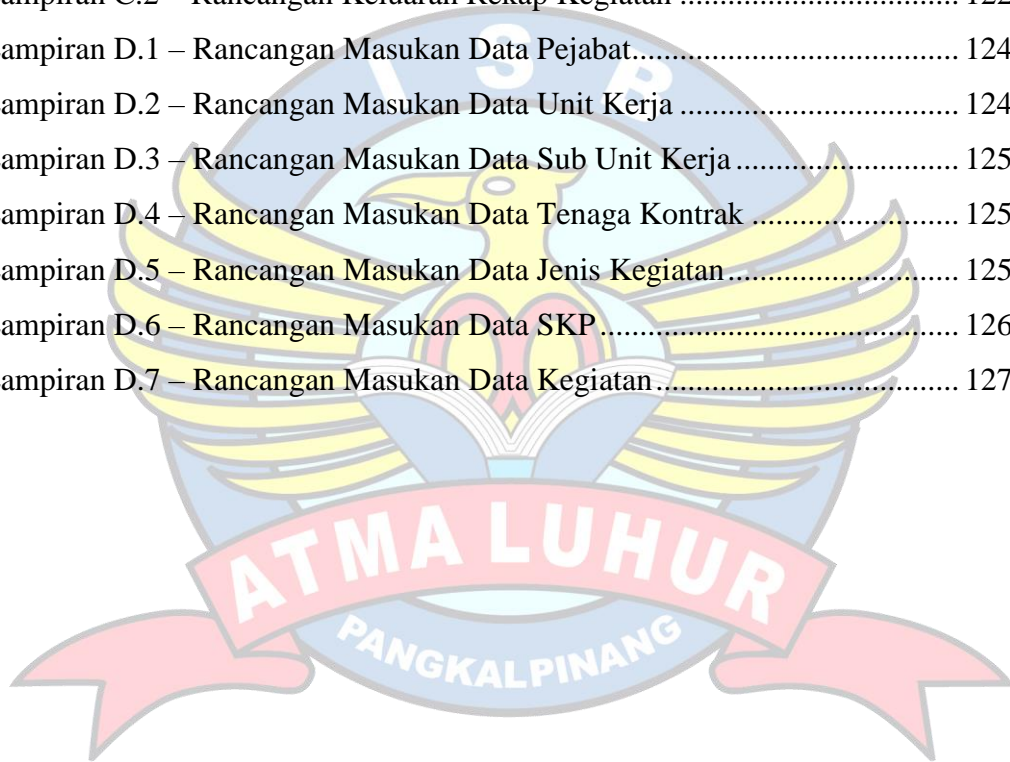 ampiran C.2 – Rancangan Keluaran Rekap Kegiatan .......................................... 122
ampiran D.1 – Rancangan Masukan Data Pejabat.................................................. 124
ampiran D.2 – Rancangan Masukan Data Unit Kerja ........................................... 124
ampiran D.3 – Rancangan Masukan Data Sub Unit Kerja ................................... 125
ampiran D.4 – Rancangan Masukan Data Tenaga Kontrak ................................ 125
ampiran D.5 – Rancangan Masukan Data Jenis Kegiatan .................................... 125
ampiran D.6 – Rancangan Masukan Data SKP ...................................................... 126
ampiran D.7 – Rancangan Masukan Data Kegiatan .............................................. 127
I S B
ATMA LUHUR
PANGKALPINANG